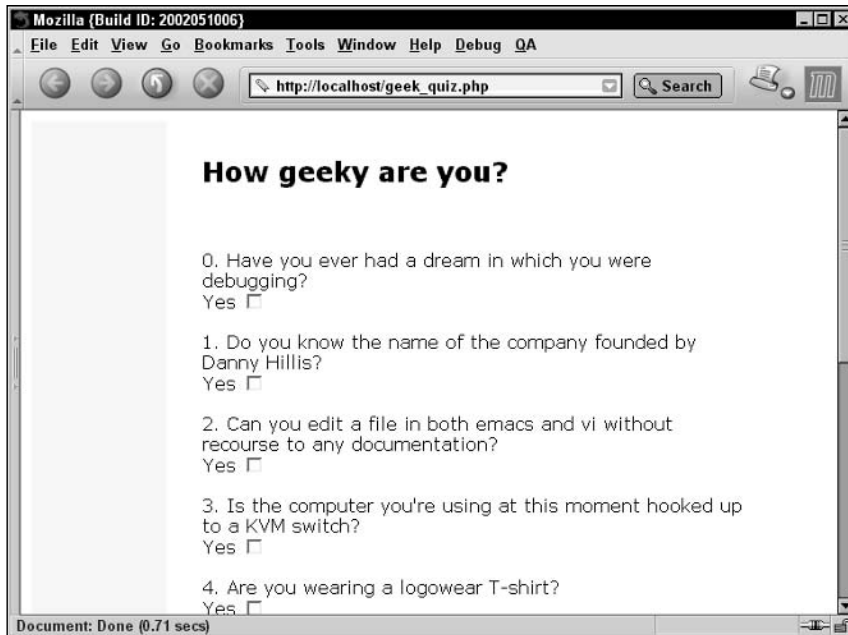 Mozilla {Build ID: 2002051006}
File Edit View Go Bookmarks Tools Window Help Debug QA
http://localhost/geek_quiz.php Search
How geeky are you?
0. Have you ever had a dream in which you were
debugging?
Yes
1. Do you know the name of the company founded by
Danny Hillis?
Yes
2. Can you edit a file in both emacs and vi without
recourse to any documentation?
Yes
3. Is the computer you're using at this moment hooked up
to a KVM switch?
Yes
4. Are you wearing a logowear T-shirt?
Yes
Document: Done (0.71 secs)